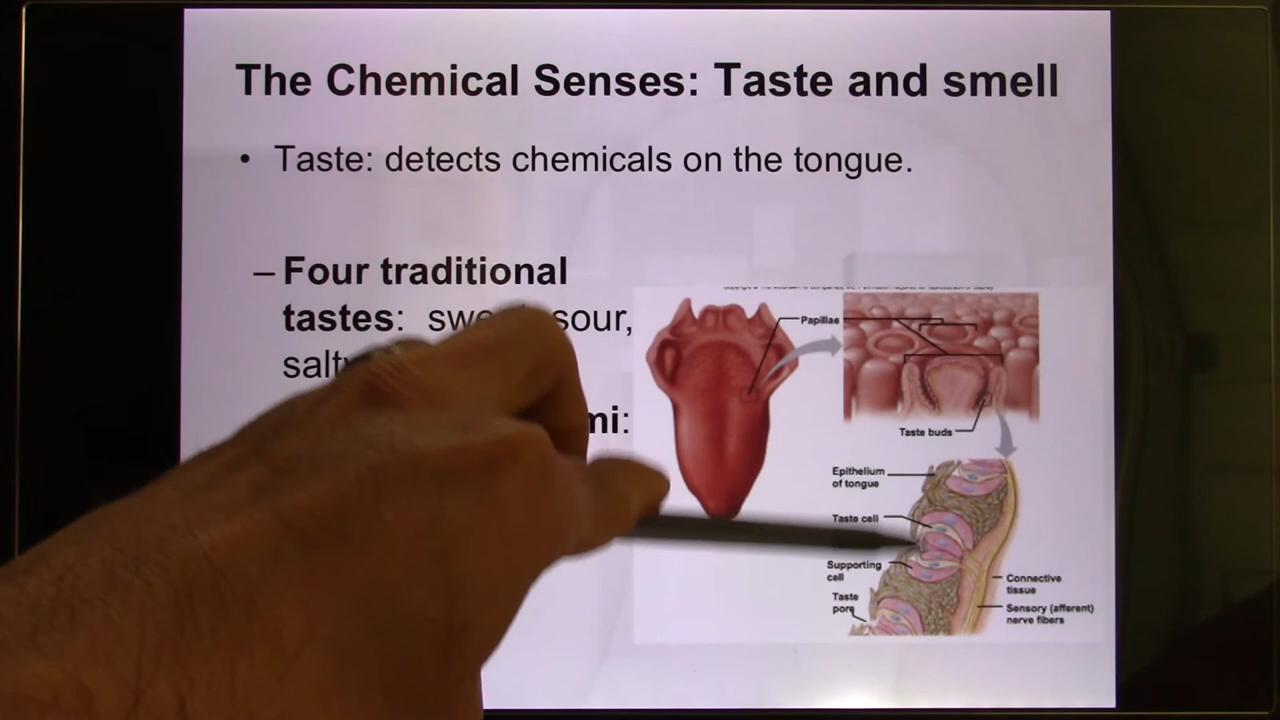 The Chemical Senses: Taste and smell
• Taste: detects chemicals on the tongue.
– Four traditional
tastes: sour,
Papillae
Taste buds
Epithelium
of tongue
Taste cell
Supporting
cell
Taste
pore
Connective
tissue
Sensory (afferent)
nerve fibers